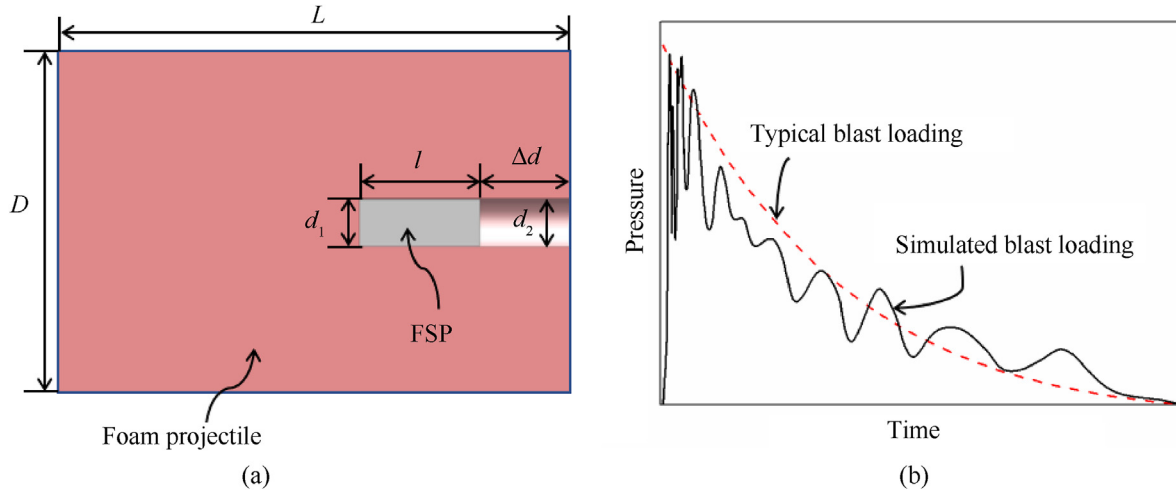 L
D
l
Δd
d1
d2
FSP
Foam projectile
(a)
Pressure
Typical blast loading
Simulated blast loading
Time
(b)